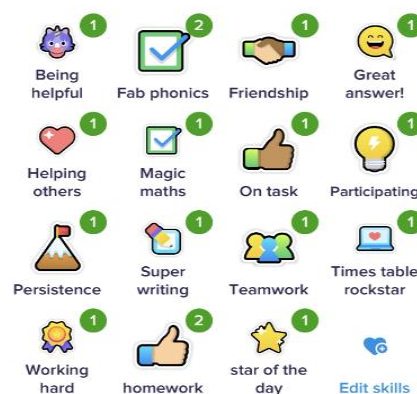 1 2 1 1
Being helpful
Fab phonics
Friendship
Great answer!
1 1 1 1
Helping others
Magic maths
On task
Participating
1 1 1 1
Persistence
Super writing
Teamwork
Times table rockstar
1 2 1
Working hard
homework
star of the day
Edit skills